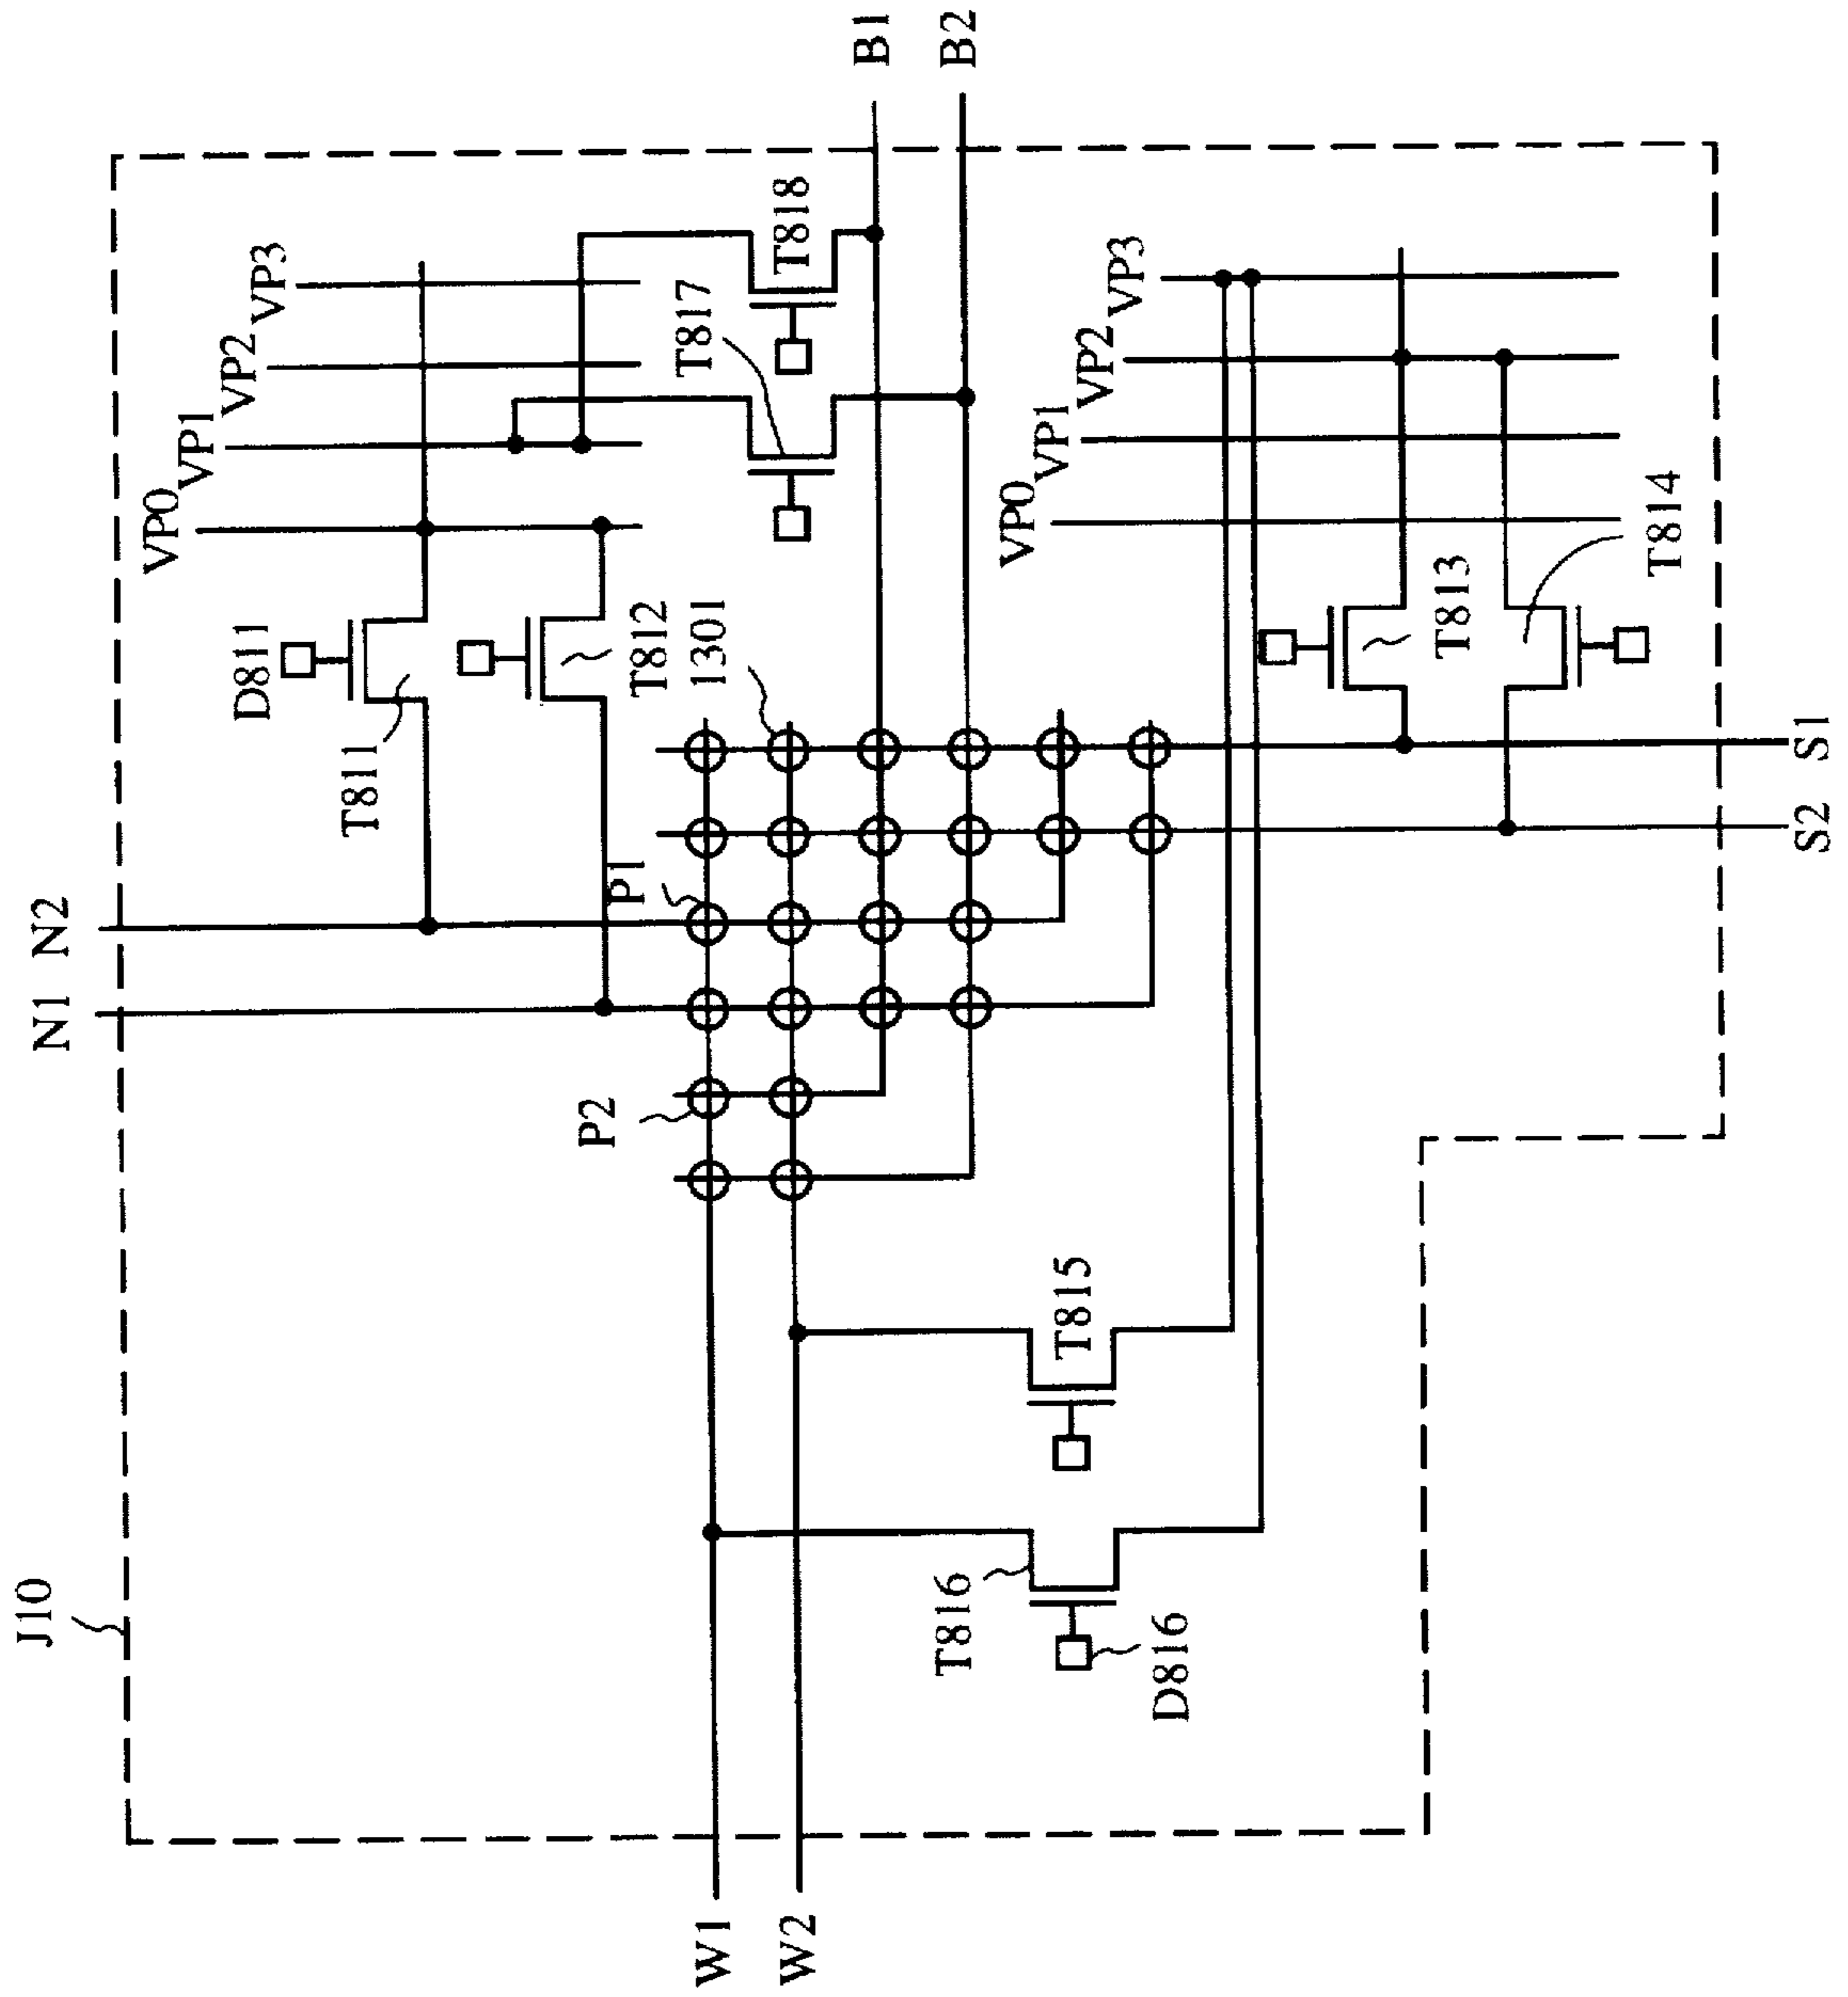 J10
N1
N2
VP0
VP1
VP2
VP3
D811
T811
T812
1301
T817
T818
B1
B2
P1
P2
VP0
VP1
VP2
VP3
T813
T814
T815
T816
D816
W1
W2
S2
S1